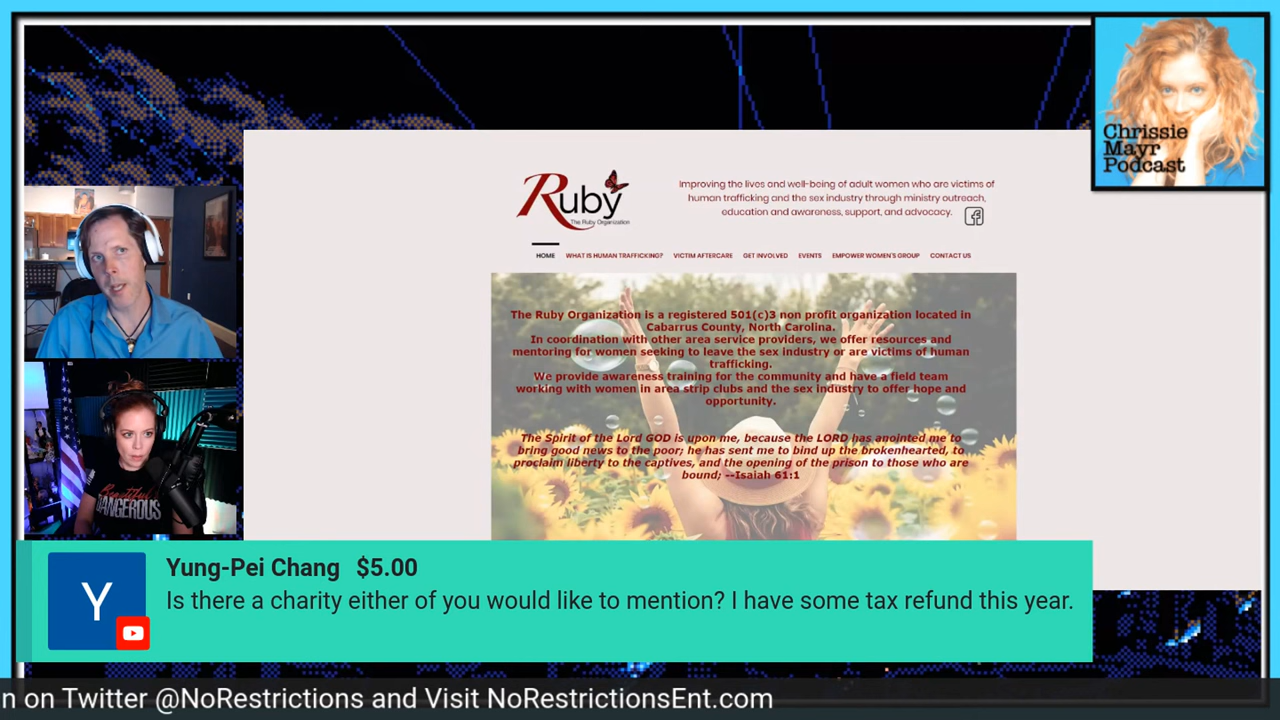 Chrissie
Mayr
Podcast
Ruby
The Ruby Organization
Improving the lives and well-being of adult women who are victims of
human trafficking and the sex industry through ministry outreach,
education and awareness, support, and advocacy.
HOME WHAT IS HUMAN TRAFFICKING? VICTIM AFTERCARE GET INVOLVED EVENTS EMPOWER WOMEN'S GROUP CONTACT US
The Ruby Organization is a registered 501(c)3 non profit organization located in
Cabarrus County, North Carolina.
In coordination with other area service providers, we offer resources and
mentoring for women seeking to leave the sex industry or are victims of human
trafficking.
We provide awareness training for the community and have a field team
working with women in area strip clubs and the sex industry to offer hope and
opportunity.
The Spirit of the Lord GOD is upon me, because the LORD has anointed me to
bring good news to the poor; he has sent me to bind up the brokenhearted, to
proclaim liberty to the captives, and the opening of the prison to those who are
bound; --Isaiah 61:1
Beautiful
DANGEROUS
Y
Yung-Pei Chang $5.00
Is there a charity either of you would like to mention? I have some tax refund this year.
n on Twitter @NoRestrictions and Visit NoRestrictionsEnt.com